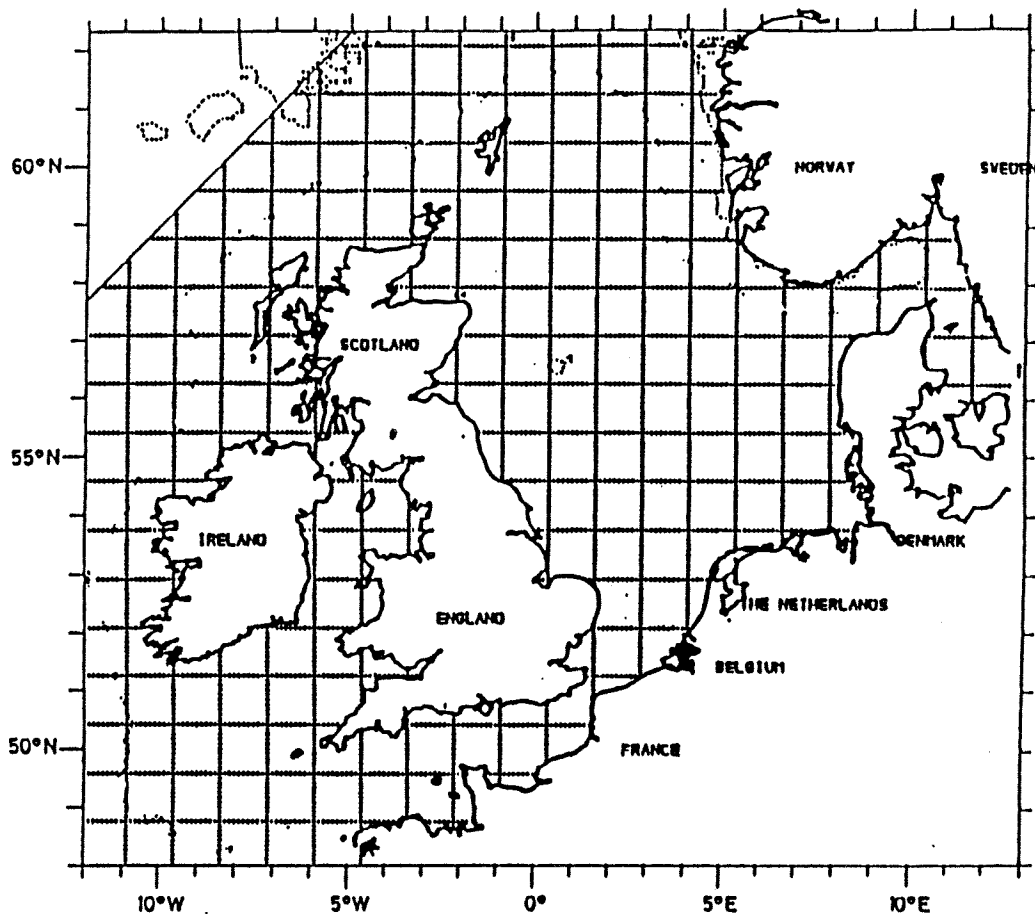 60°N
NORVAY
SVEDEN
SCOTLAND
55°N
IRELAND
DENMARK
THE NETHERLANDS
ENGLAND
BELGIUM
50°N
FRANCE
10°W
5°W
0°E
5°E
10°E